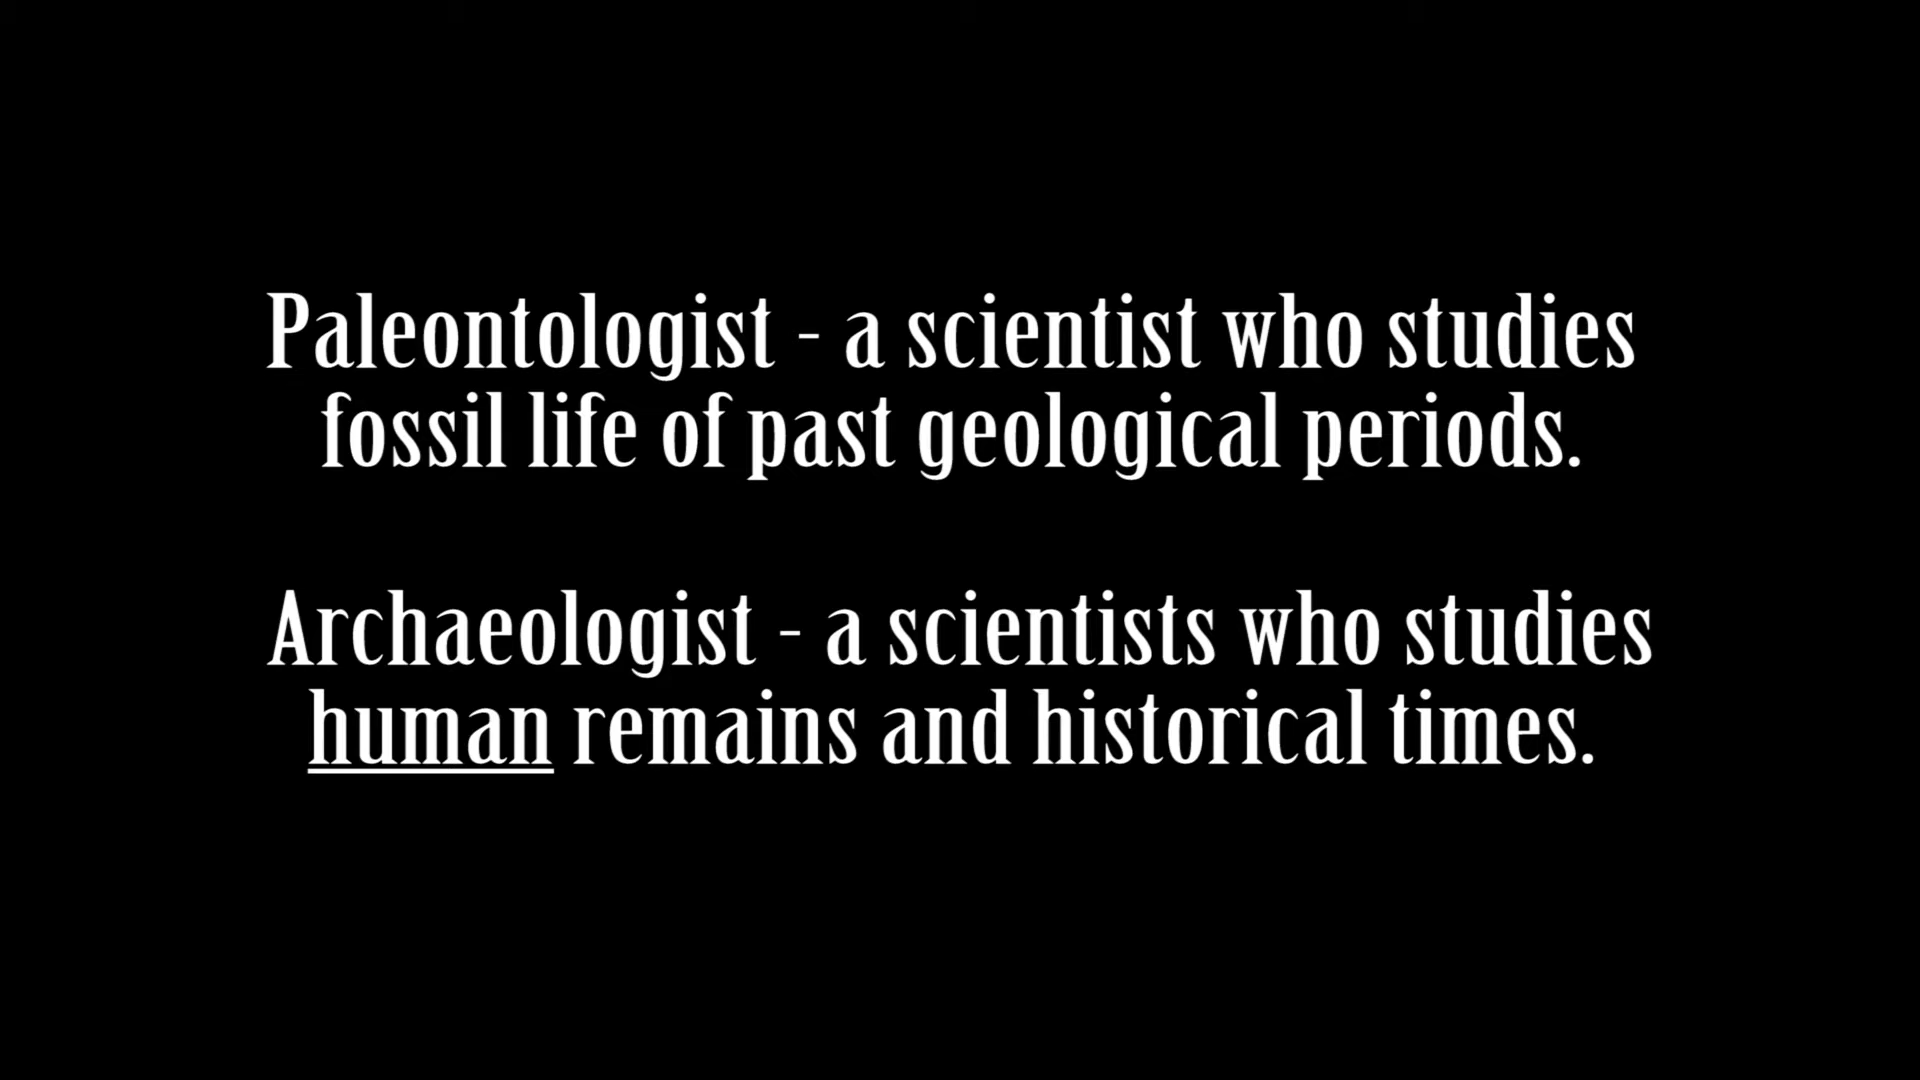 Paleontologist - a scientist who studies
fossil life of past geological periods.
Archaeologist - a scientists who studies
human remains and historical times.